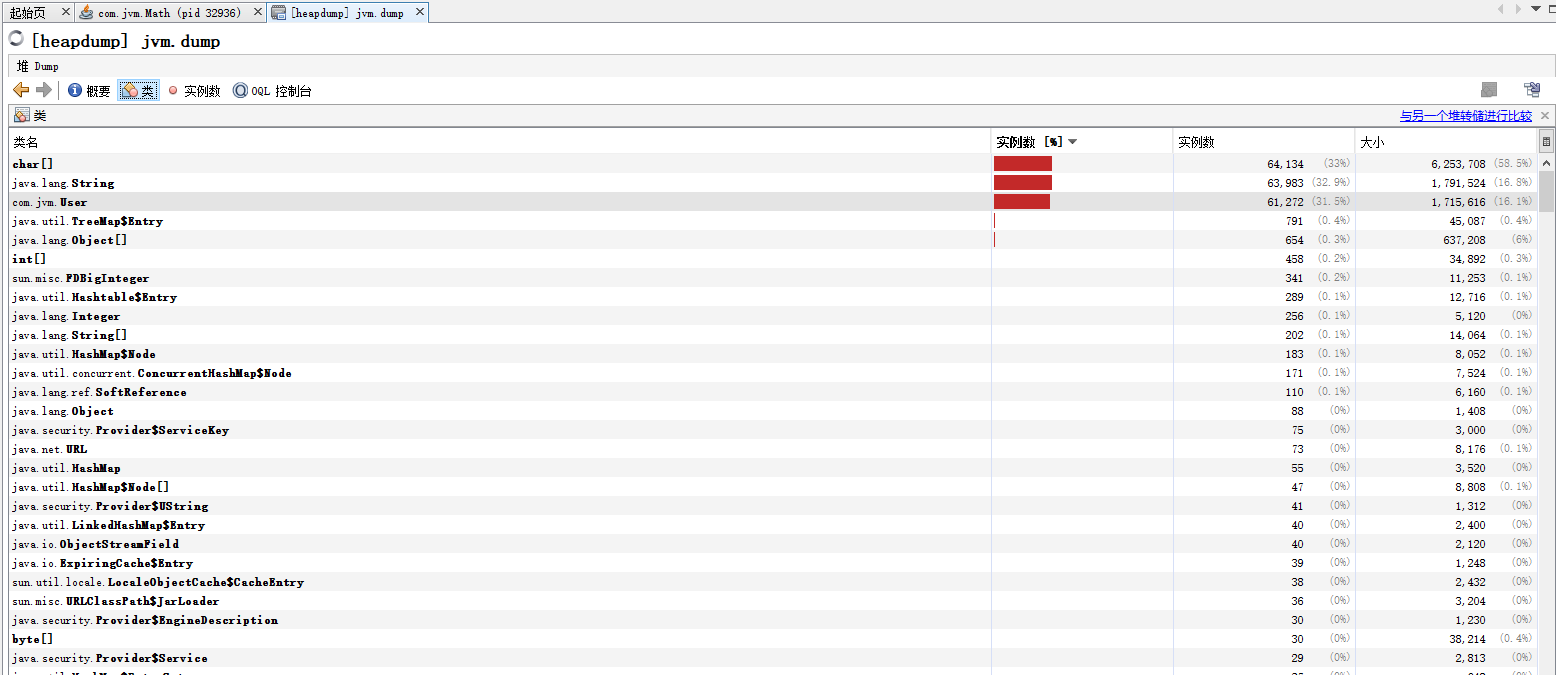 起始页 com.jvm.Math (pid 32936) [heapdump] jvm.dump
[heapdump] jvm.dump
堆 Dump
概要 类 实例数 OQL 控制台
类 与另一个堆转储进行比较
类名 实例数 [%] 实例数 大小
char[] 64,134 (33%) 6,253,708 (58.5%)
java.lang.String 63,983 (32.9%) 1,791,524 (16.8%)
com.jvm.User 61,272 (31.5%) 1,715,616 (16.1%)
java.util.TreeMap$Entry 791 (0.4%) 45,087 (0.4%)
java.lang.Object[] 654 (0.3%) 637,208 (6%)
int[] 458 (0.2%) 34,892 (0.3%)
sun.misc.FDBigInteger 341 (0.2%) 11,253 (0.1%)
java.util.Hashtable$Entry 289 (0.1%) 12,716 (0.1%)
java.lang.Integer 256 (0.1%) 5,120 (0%)
java.lang.String[] 202 (0.1%) 14,064 (0.1%)
java.util.HashMap$Node 183 (0.1%) 8,052 (0.1%)
java.util.concurrent.ConcurrentHashMap$Node 171 (0.1%) 7,524 (0.1%)
java.lang.ref.SoftReference 110 (0.1%) 6,160 (0.1%)
java.lang.Object 88 (0%) 1,408 (0%)
java.security.Provider$ServiceKey 75 (0%) 3,000 (0%)
java.net.URL 73 (0%) 8,176 (0.1%)
java.util.HashMap 55 (0%) 3,520 (0%)
java.util.HashMap$Node[] 47 (0%) 8,808 (0.1%)
java.security.Provider$UString 41 (0%) 1,312 (0%)
java.util.LinkedHashMap$Entry 40 (0%) 2,400 (0%)
java.io.ObjectStreamField 40 (0%) 2,120 (0%)
java.io.ExpiringCache$Entry 39 (0%) 1,248 (0%)
sun.util.locale.LocaleObjectCache$CacheEntry 38 (0%) 2,432 (0%)
sun.misc.URLClassPath$JarLoader 36 (0%) 3,204 (0%)
java.security.Provider$EngineDescription 30 (0%) 1,230 (0%)
byte[] 30 (0%) 38,214 (0.4%)
java.security.Provider$Service 29 (0%) 2,813 (0%)